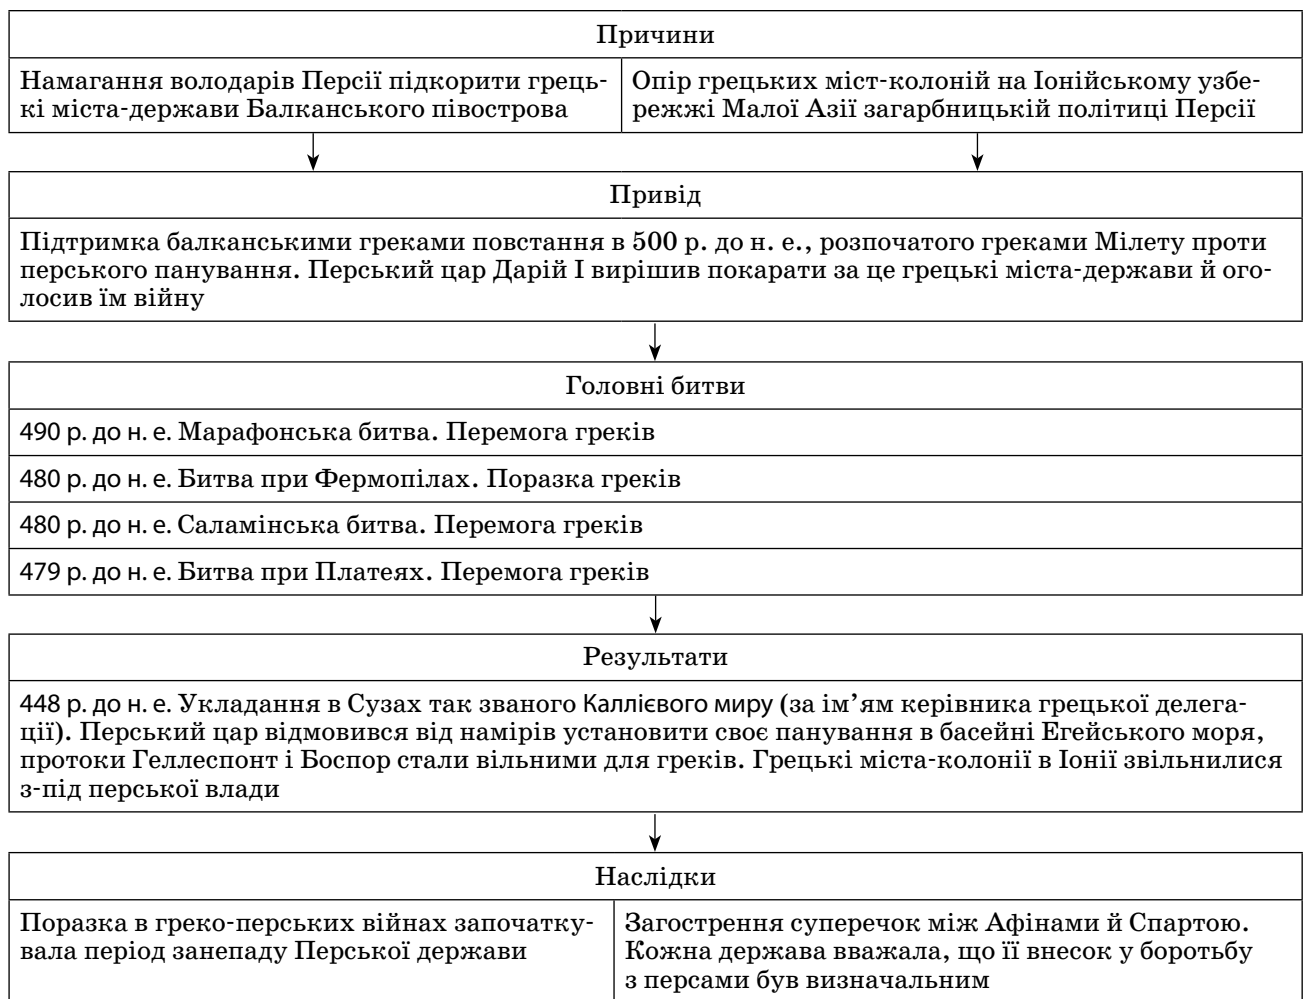 Причини
Намагання володарів Персії підкорити грець-
кі міста-держави Балканського півострова
Опір грецьких міст-колоній на Іонійському узбе-
режжі Малої Азії загарбницькій політиці Персії
Привід
Підтримка балканськими греками повстання в 500 р. до н. е., розпочатого греками Мілету проти
перського панування. Перський цар Дарій І вирішив покарати за це грецькі міста-держави й ого-
лосив їм війну
Головні битви
490 р. до н. е. Марафонська битва. Перемога греків
480 р. до н. е. Битва при Фермопілах. Поразка греків
480 р. до н. е. Саламінська битва. Перемога греків
479 р. до н. е. Битва при Платеях. Перемога греків
Результати
448 р. до н. е. Укладання в Сузах так званого Каллієвого миру (за ім’ям керівника грецької делега-
ції). Перський цар відмовився від намірів установити своє панування в басейні Егейського моря,
протоки Геллеспонт і Боспор стали вільними для греків. Грецькі міста-колонії в Іонії звільнилися
з-під перської влади
Наслідки
Поразка в греко-перських війнах започатку-
вала період занепаду Перської держави
Загострення суперечок між Афінами й Спартою.
Кожна держава вважала, що її внесок у боротьбу
з персами був визначальним